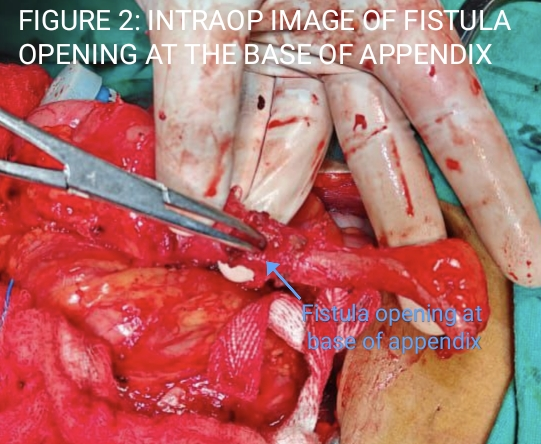 FIGURE 2: INTRAOP IMAGE OF FISTULA
OPENING AT THE BASE OF APPENDIX
Fistula opening at
base of appendix